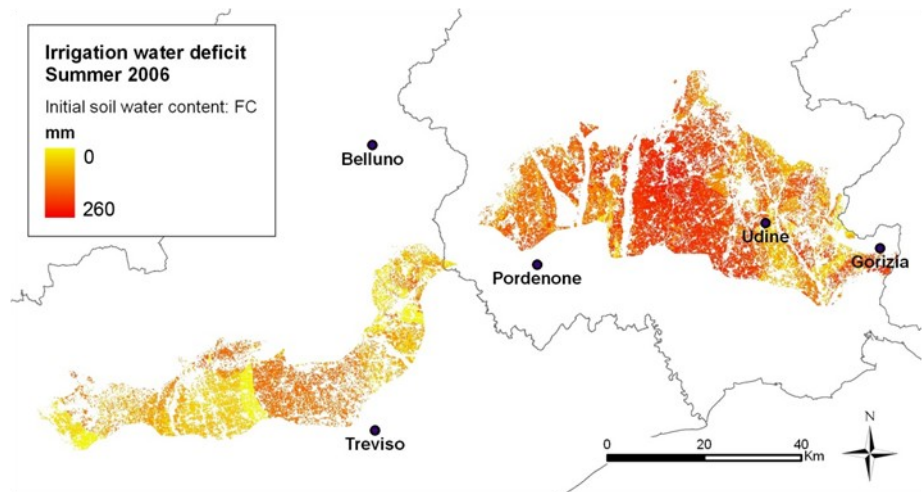 Irrigation water deficit
Summer 2006
Initial soil water content: FC
mm
0
260
Belluno
Udine
Gorizia
Pordenone
Treviso
N
0 20 40
Km